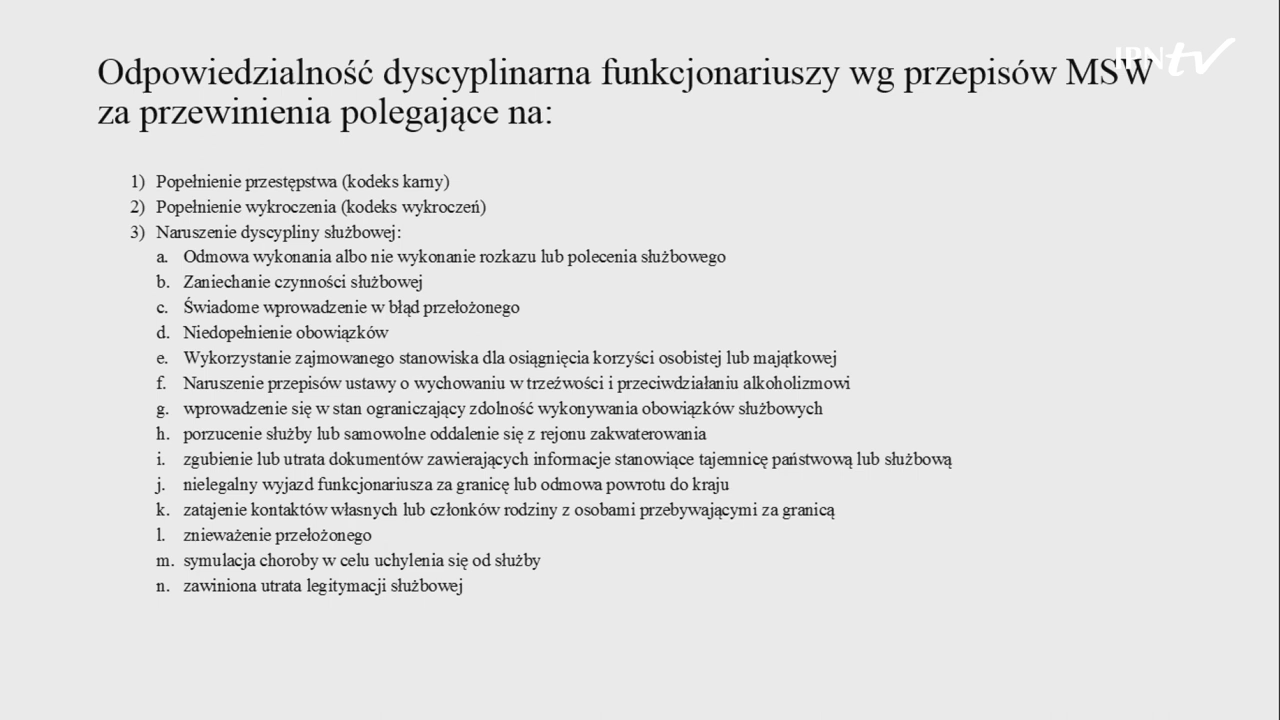 IPNtv
Odpowiedzialność dyscyplinarna funkcjonariuszy wg przepisów MSW
za przewinienia polegające na:
1) Popełnienie przestępstwa (kodeks karny)
2) Popełnienie wykroczenia (kodeks wykroczeń)
3) Naruszenie dyscypliny służbowej:
a. Odmowa wykonania albo nie wykonanie rozkazu lub polecenia służbowego
b. Zaniechanie czynności służbowej
c. Świadome wprowadzenie w błąd przełożonego
d. Niedopełnienie obowiązków
e. Wykorzystanie zajmowanego stanowiska dla osiągnięcia korzyści osobistej lub majątkowej
f. Naruszenie przepisów ustawy o wychowaniu w trzeźwości i przeciwdziałaniu alkoholizmowi
g. wprowadzenie się w stan ograniczający zdolność wykonywania obowiązków służbowych
h. porzucenie służby lub samowolne oddalenie się z rejonu zakwaterowania
i. zgubienie lub utrata dokumentów zawierających informacje stanowiące tajemnicę państwową lub służbową
j. nielegalny wyjazd funkcjonariusza za granicę lub odmowa powrotu do kraju
k. zatajenie kontaktów własnych lub członków rodziny z osobami przebywającymi za granicą
l. znieważenie przełożonego
m. symulacja choroby w celu uchylenia się od służby
n. zawiniona utrata legitymacji służbowej